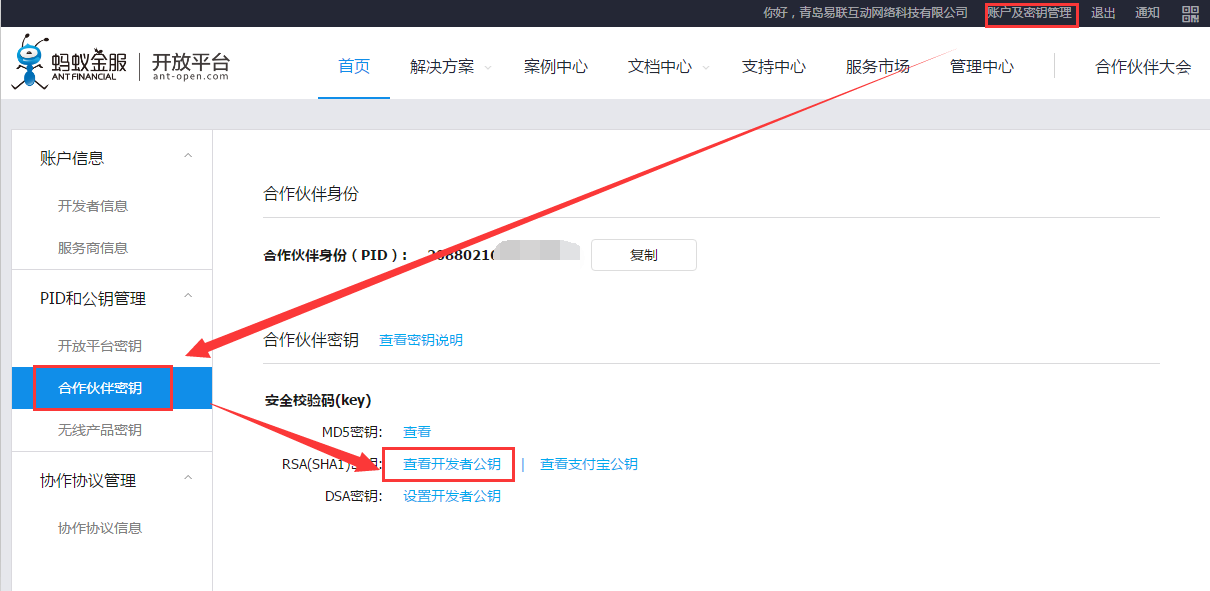 你好，青岛易联互动网络科技有限公司 账户及密钥管理 退出 通知
蚂蚁金服 ANT FINANCIAL 开放平台 ant-open.com
首页 解决方案 案例中心 文档中心 支持中心 服务市场 管理中心 合作伙伴大会
账户信息
开发者信息
服务商信息
PID和公钥管理
开放平台密钥
合作伙伴密钥
无线产品密钥
协作协议管理
协作协议信息
合作伙伴身份
合作伙伴身份（PID）: 2088021 复制
合作伙伴密钥 查看密钥说明
安全校验码(key)
MD5密钥: 查看
RSA(SHA1)密钥: 查看开发者公钥 | 查看支付宝公钥
DSA密钥: 设置开发者公钥